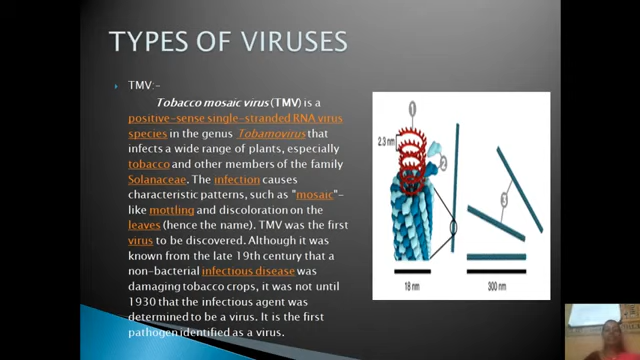 TYPES OF VIRUSES
TMV:-
Tobacco mosaic virus (TMV) is a
positive-sense single-stranded RNA virus
species in the genus Tobamovirus that
infects a wide range of plants, especially
tobacco and other members of the family
Solanaceae. The infection causes
characteristic patterns, such as "mosaic"-
like mottling and discoloration on the
leaves (hence the name). TMV was the first
virus to be discovered. Although it was
known from the late 19th century that a
non-bacterial infectious disease was
damaging tobacco crops, it was not until
1930 that the infectious agent was
determined to be a virus. It is the first
pathogen identified as a virus.
1
2.3 nm
2
3
18 nm
300 nm